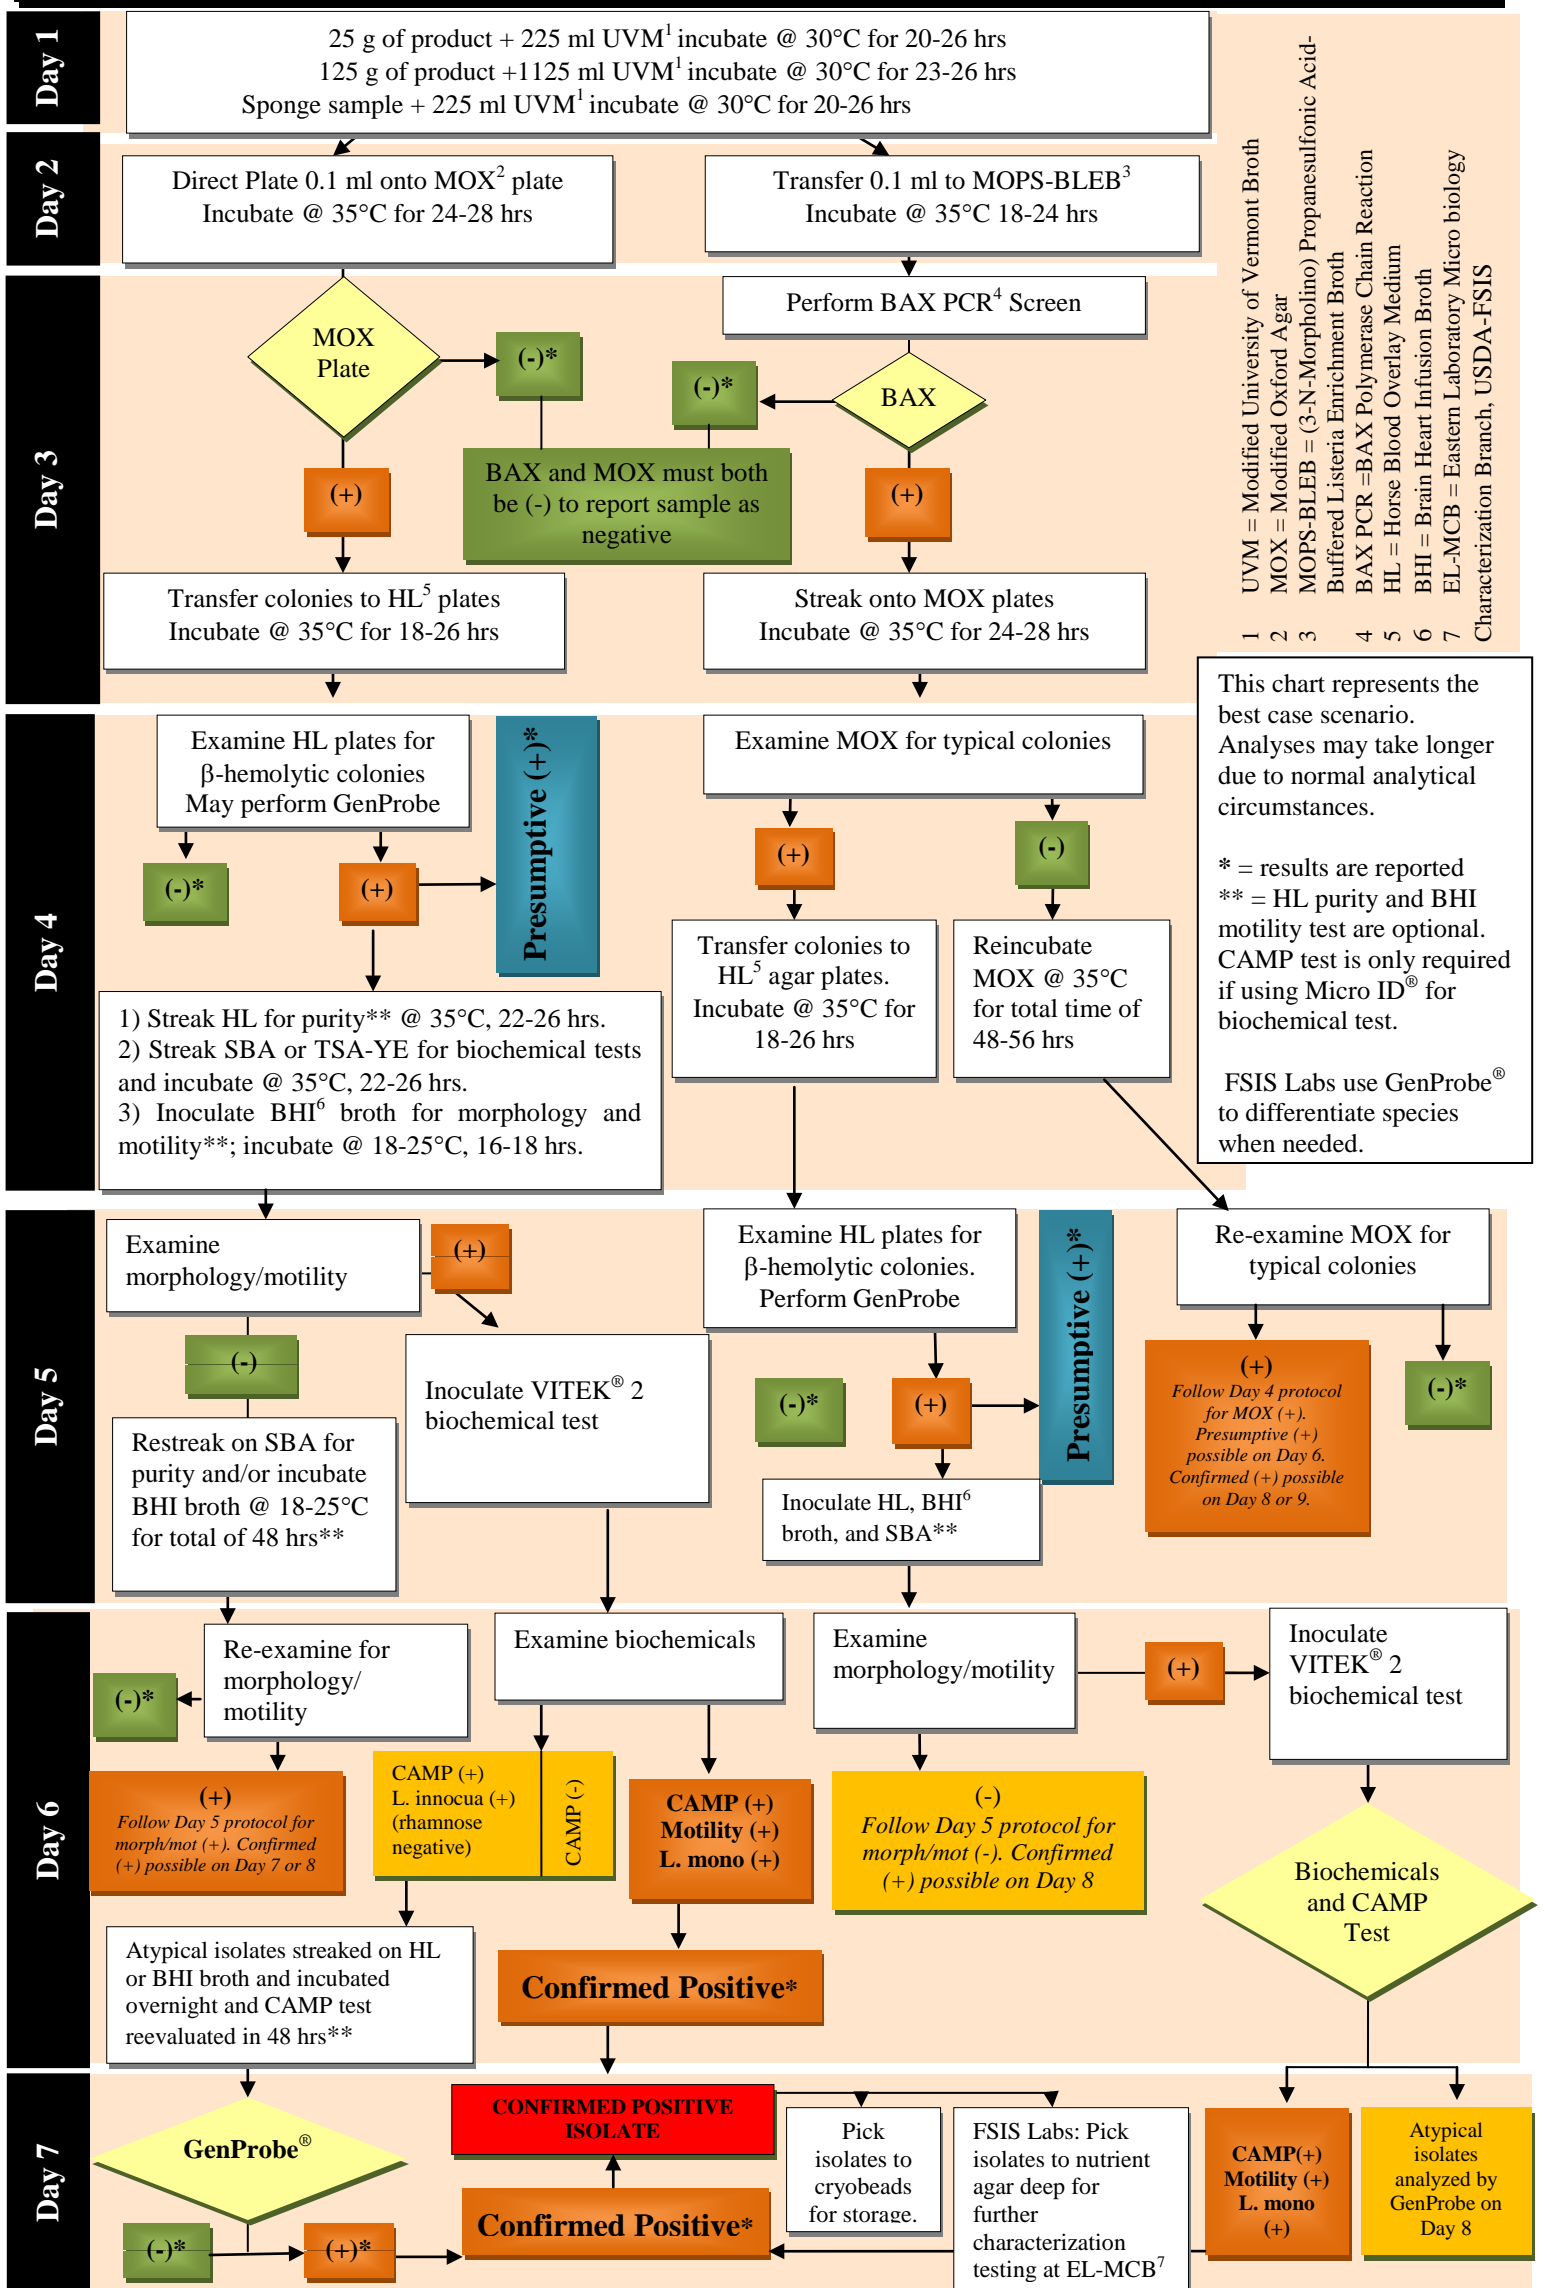 Day 1
25 g of product + 225 ml UVM1 incubate @ 30°C for 20-26 hrs
125 g of product +1125 ml UVM1 incubate @ 30°C for 23-26 hrs
Sponge sample + 225 ml UVM1 incubate @ 30°C for 20-26 hrs
Day 2
Direct Plate 0.1 ml onto MOX2 plate
Incubate @ 35°C for 24-28 hrs
Transfer 0.1 ml to MOPS-BLEB3
Incubate @ 35°C 18-24 hrs
1 UVM = Modified University of Vermont Broth
2 MOX = Modified Oxford Agar
3 MOPS-BLEB = (3-N-Morpholino) Propanesulfonic Acid-
Buffered Listeria Enrichment Broth
4 BAX PCR =BAX Polymerase Chain Reaction
5 HL = Horse Blood Overlay Medium
6 BHI = Brain Heart Infusion Broth
7 EL-MCB = Eastern Laboratory Micro biology
Characterization Branch, USDA-FSIS
Day 3
MOX
Plate
(-)*
Perform BAX PCR4 Screen
(-)*
BAX
(+)
BAX and MOX must both
be (-) to report sample as
negative
(+)
Transfer colonies to HL5 plates
Incubate @ 35°C for 18-26 hrs
Streak onto MOX plates
Incubate @ 35°C for 24-28 hrs
This chart represents the
best case scenario.
Analyses may take longer
due to normal analytical
circumstances.
* = results are reported
** = HL purity and BHI
motility test are optional.
CAMP test is only required
if using Micro ID® for
biochemical test.
FSIS Labs use GenProbe®
to differentiate species
when needed.
Day 4
Examine HL plates for
β-hemolytic colonies
May perform GenProbe
(-)*
(+)
Presumptive (+)*
Examine MOX for typical colonies
(+)
(-)
Transfer colonies to
HL5 agar plates.
Incubate @ 35°C for
18-26 hrs
Reincubate
MOX @ 35°C
for total time of
48-56 hrs
1) Streak HL for purity** @ 35°C, 22-26 hrs.
2) Streak SBA or TSA-YE for biochemical tests
and incubate @ 35°C, 22-26 hrs.
3) Inoculate BHI6 broth for morphology and
motility**; incubate @ 18-25°C, 16-18 hrs.
Day 5
Examine
morphology/motility
(+)
(-)
Inoculate VITEK® 2
biochemical test
Restreak on SBA for
purity and/or incubate
BHI broth @ 18-25°C
for total of 48 hrs**
Examine HL plates for
β-hemolytic colonies.
Perform GenProbe
(-)*
(+)
Presumptive (+)*
Inoculate HL, BHI6
broth, and SBA**
Re-examine MOX for
typical colonies
(+)
Follow Day 4 protocol
for MOX (+).
Presumptive (+)
possible on Day 6.
Confirmed (+) possible
on Day 8 or 9.
(-)*
Day 6
Re-examine for
morphology/
motility
(-)*
(+)
Follow Day 5 protocol for
morph/mot (+). Confirmed
(+) possible on Day 7 or 8
Examine biochemicals
CAMP (+)
L. innocua (+)
(rhamnose
negative)
CAMP (-)
CAMP (+)
Motility (+)
L. mono (+)
Examine
morphology/motility
(+)
(-)
Follow Day 5 protocol for
morph/mot (-). Confirmed
(+) possible on Day 8
Inoculate
VITEK® 2
biochemical test
Biochemicals
and CAMP
Test
Atypical isolates streaked on HL
or BHI broth and incubated
overnight and CAMP test
reevaluated in 48 hrs**
Confirmed Positive*
Day 7
GenProbe®
(-)*
(+)*
CONFIRMED POSITIVE
ISOLATE
Confirmed Positive*
Pick
isolates to
cryobeads
for storage.
FSIS Labs: Pick
isolates to nutrient
agar deep for
further
characterization
testing at EL-MCB7
CAMP(+)
Motility (+)
L. mono
(+)
Atypical
isolates
analyzed by
GenProbe on
Day 8